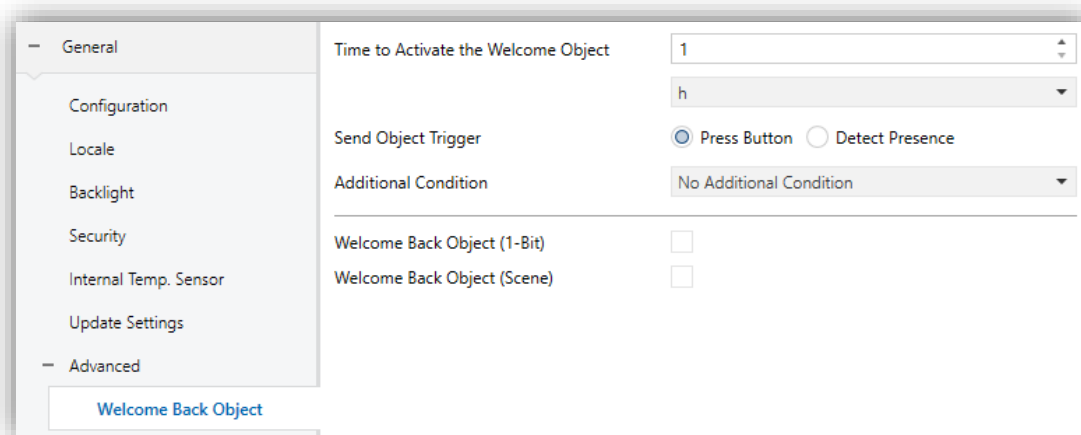 General
Configuration
Locale
Backlight
Security
Internal Temp. Sensor
Update Settings
Advanced
Welcome Back Object
Time to Activate the Welcome Object 1
h
Send Object Trigger Press Button Detect Presence
Additional Condition No Additional Condition
Welcome Back Object (1-Bit)
Welcome Back Object (Scene)